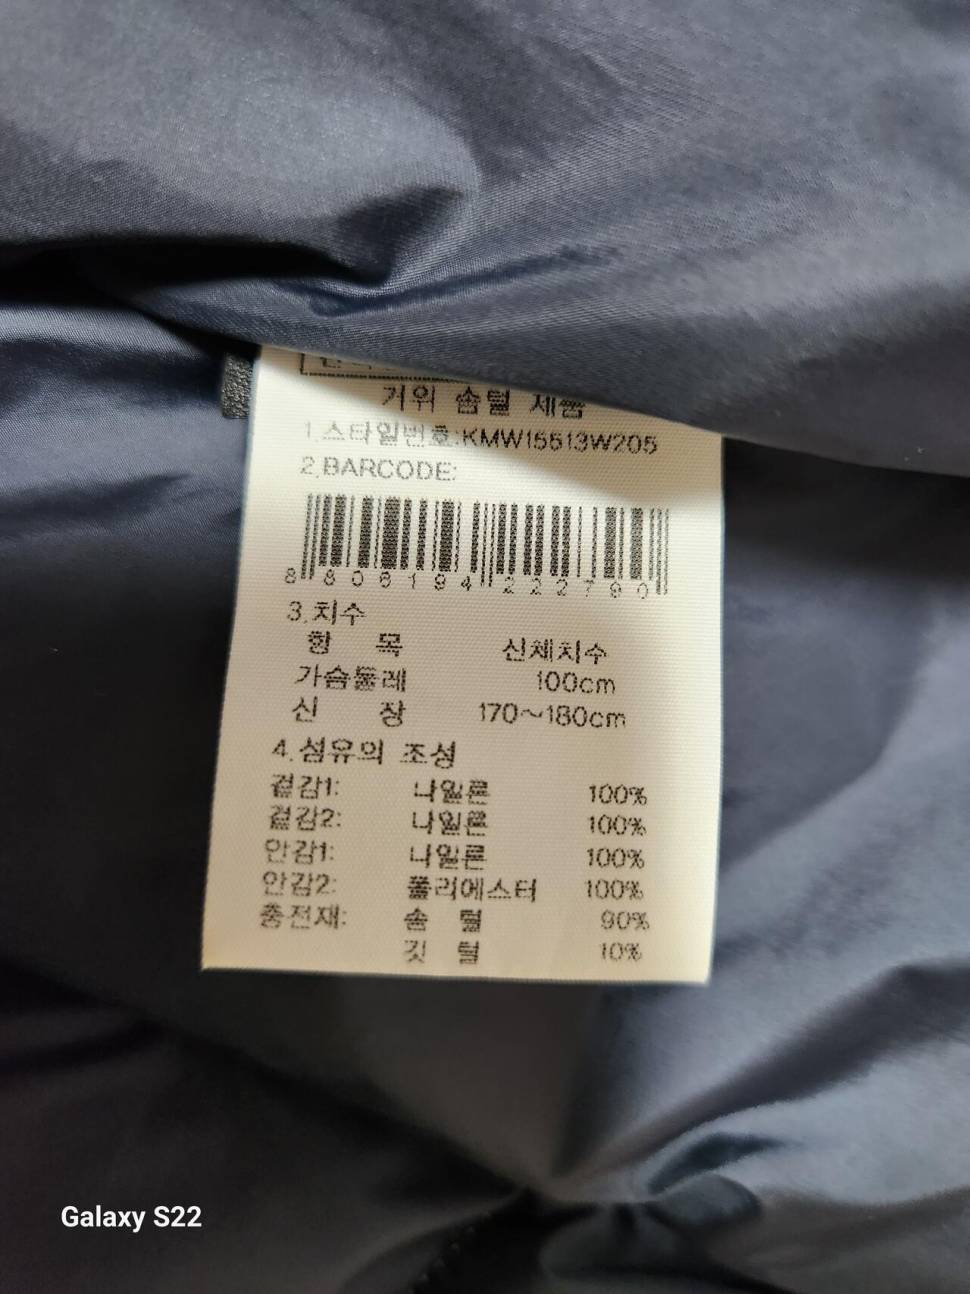 거위 솜털 제품
1.스타일번호:KMW15513W205
2.BARCODE:
8 806194 222790
3.치수
항 목 신체치수
가슴둘레 100cm
신 장 170~180cm
4.섬유의 조성
겉감1: 나일론 100%
겉감2: 나일론 100%
안감1: 나일론 100%
안감2: 폴리에스터 100%
충전재: 솜 털 90%
깃 털 10%
Galaxy S22